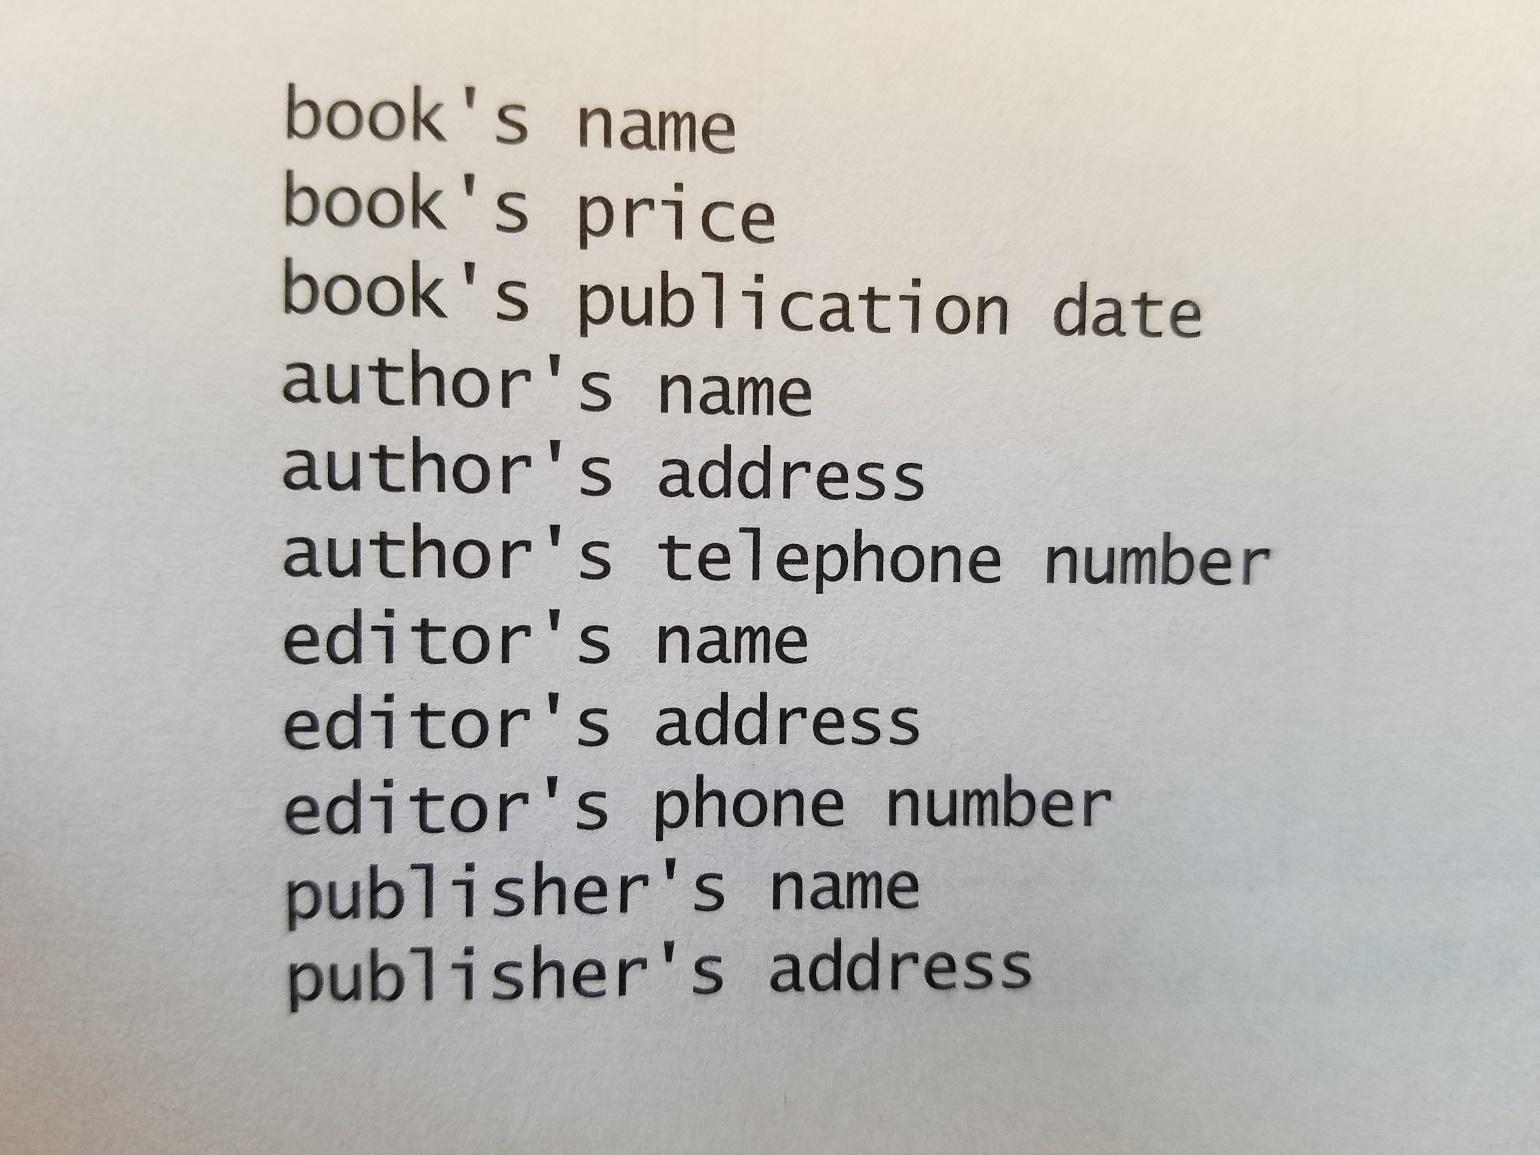 book's name
book's price
book's publication date
author's name
author's address
author's telephone number
editor's name
editor's address
editor's phone number
publisher's name
publisher's address